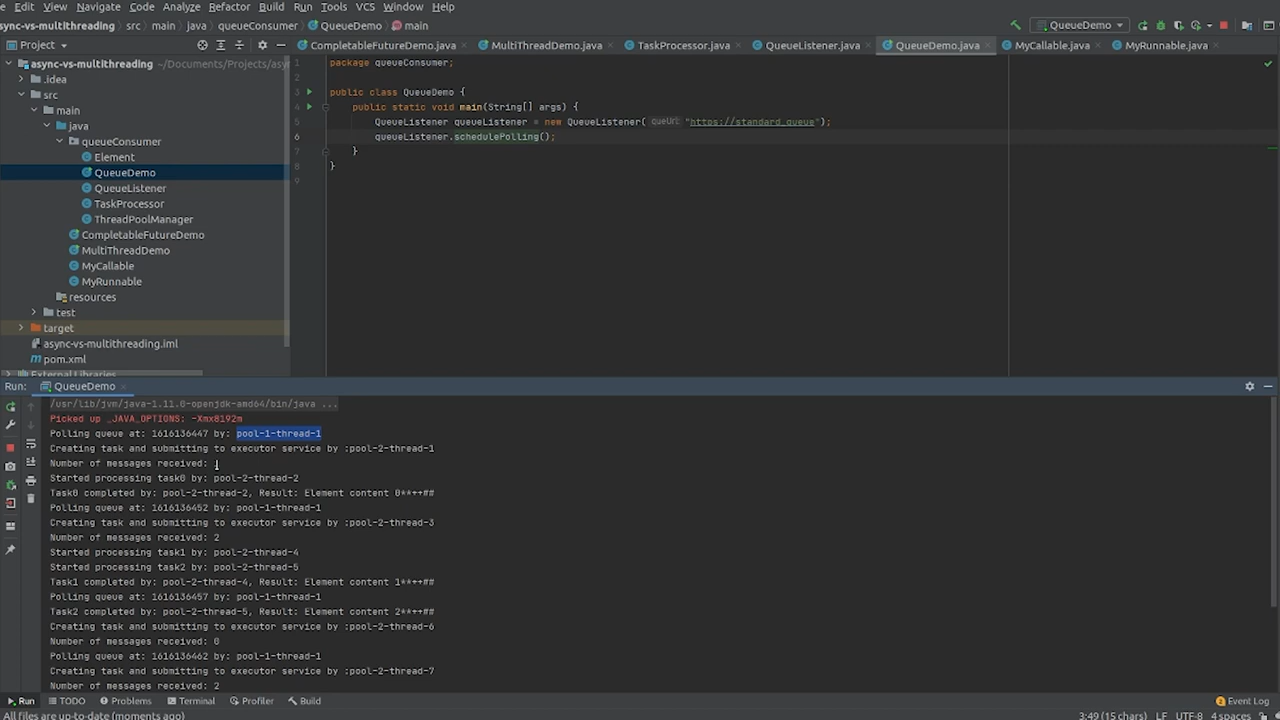 Edit View Navigate Code Analyze Refactor Build Run Tools VCS Window Help
async-vs-multithreading src main java queueConsumer QueueDemo main
QueueDemo
Project
CompletableFutureDemo.java MultiThreadDemo.java TaskProcessor.java QueueListener.java QueueDemo.java MyCallable.java MyRunnable.java
async-vs-multithreading ~/Documents/Projects/asyn
.idea
src
main
java
queueConsumer
Element
QueueDemo
QueueListener
TaskProcessor
ThreadPoolManager
CompletableFutureDemo
MultiThreadDemo
MyCallable
MyRunnable
resources
test
target
async-vs-multithreading.iml
pom.xml
External Libraries
1 package queueConsumer;
2
3 public class QueueDemo {
4 public static void main(String[] args) {
5 QueueListener queueListener = new QueueListener( queUrl: "https://standard_queue");
6 queueListener.schedulePolling();
7 }
8 }
9
Run: QueueDemo
/usr/lib/jvm/java-1.11.0-openjdk-amd64/bin/java ...
Picked up _JAVA_OPTIONS: -Xmx8192m
Polling queue at: 1616136447 by: pool-1-thread-1
Creating task and submitting to executor service by :pool-2-thread-1
Number of messages received:
Started processing task0 by: pool-2-thread-2
Task0 completed by: pool-2-thread-2, Result: Element content 0**++##
Polling queue at: 1616136452 by: pool-1-thread-1
Creating task and submitting to executor service by :pool-2-thread-3
Number of messages received: 2
Started processing task1 by: pool-2-thread-4
Started processing task2 by: pool-2-thread-5
Task1 completed by: pool-2-thread-4, Result: Element content 1**++##
Polling queue at: 1616136457 by: pool-1-thread-1
Task2 completed by: pool-2-thread-5, Result: Element content 2**++##
Creating task and submitting to executor service by :pool-2-thread-6
Number of messages received: 0
Polling queue at: 1616136462 by: pool-1-thread-1
Creating task and submitting to executor service by :pool-2-thread-7
Number of messages received: 2
Run TODO Problems Terminal Profiler Build Event Log
All files are up-to-date (moments ago) 3:49 (15 chars) LF UTF-8 4 spaces